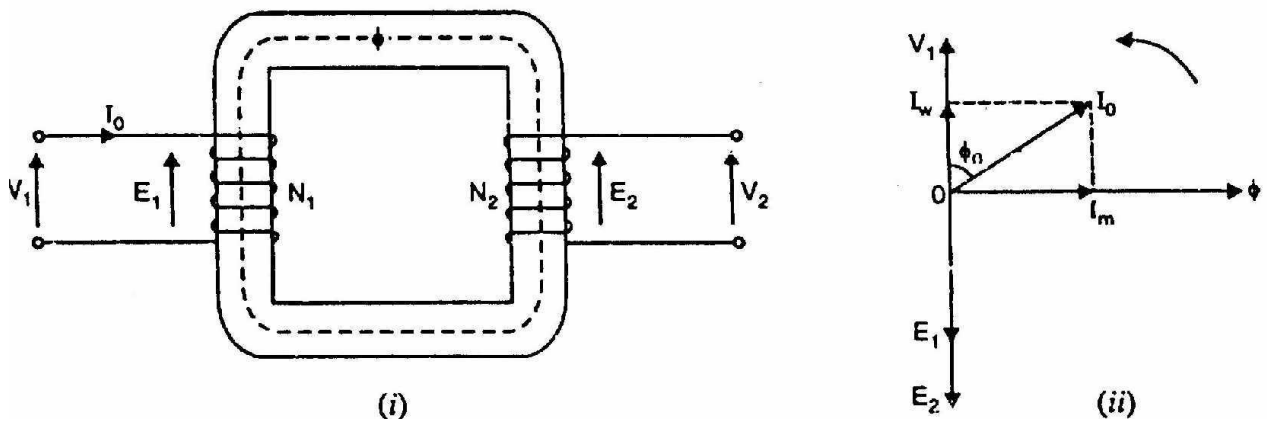 ϕ
I₀
V₁
E₁
N₁
N₂
E₂
V₂
(i)
V₁
I_w
I₀
ϕ₀
0
I_m
ϕ
E₁
E₂
(ii)